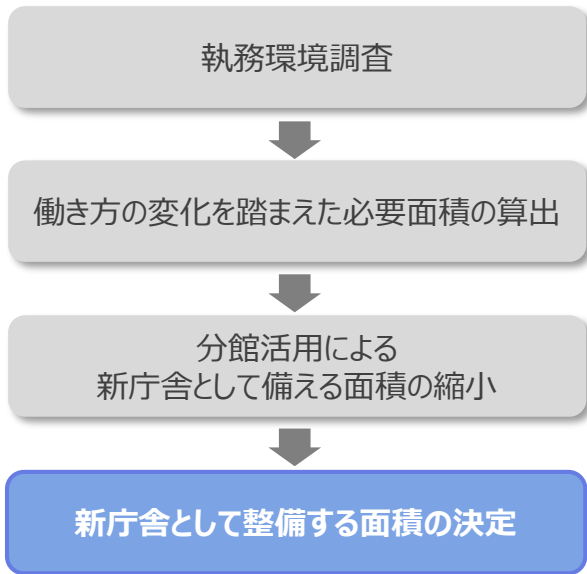 執務環境調査
働き方の変化を踏まえた必要面積の算出
分館活用による
新庁舎として備える面積の縮小
新庁舎として整備する面積の決定